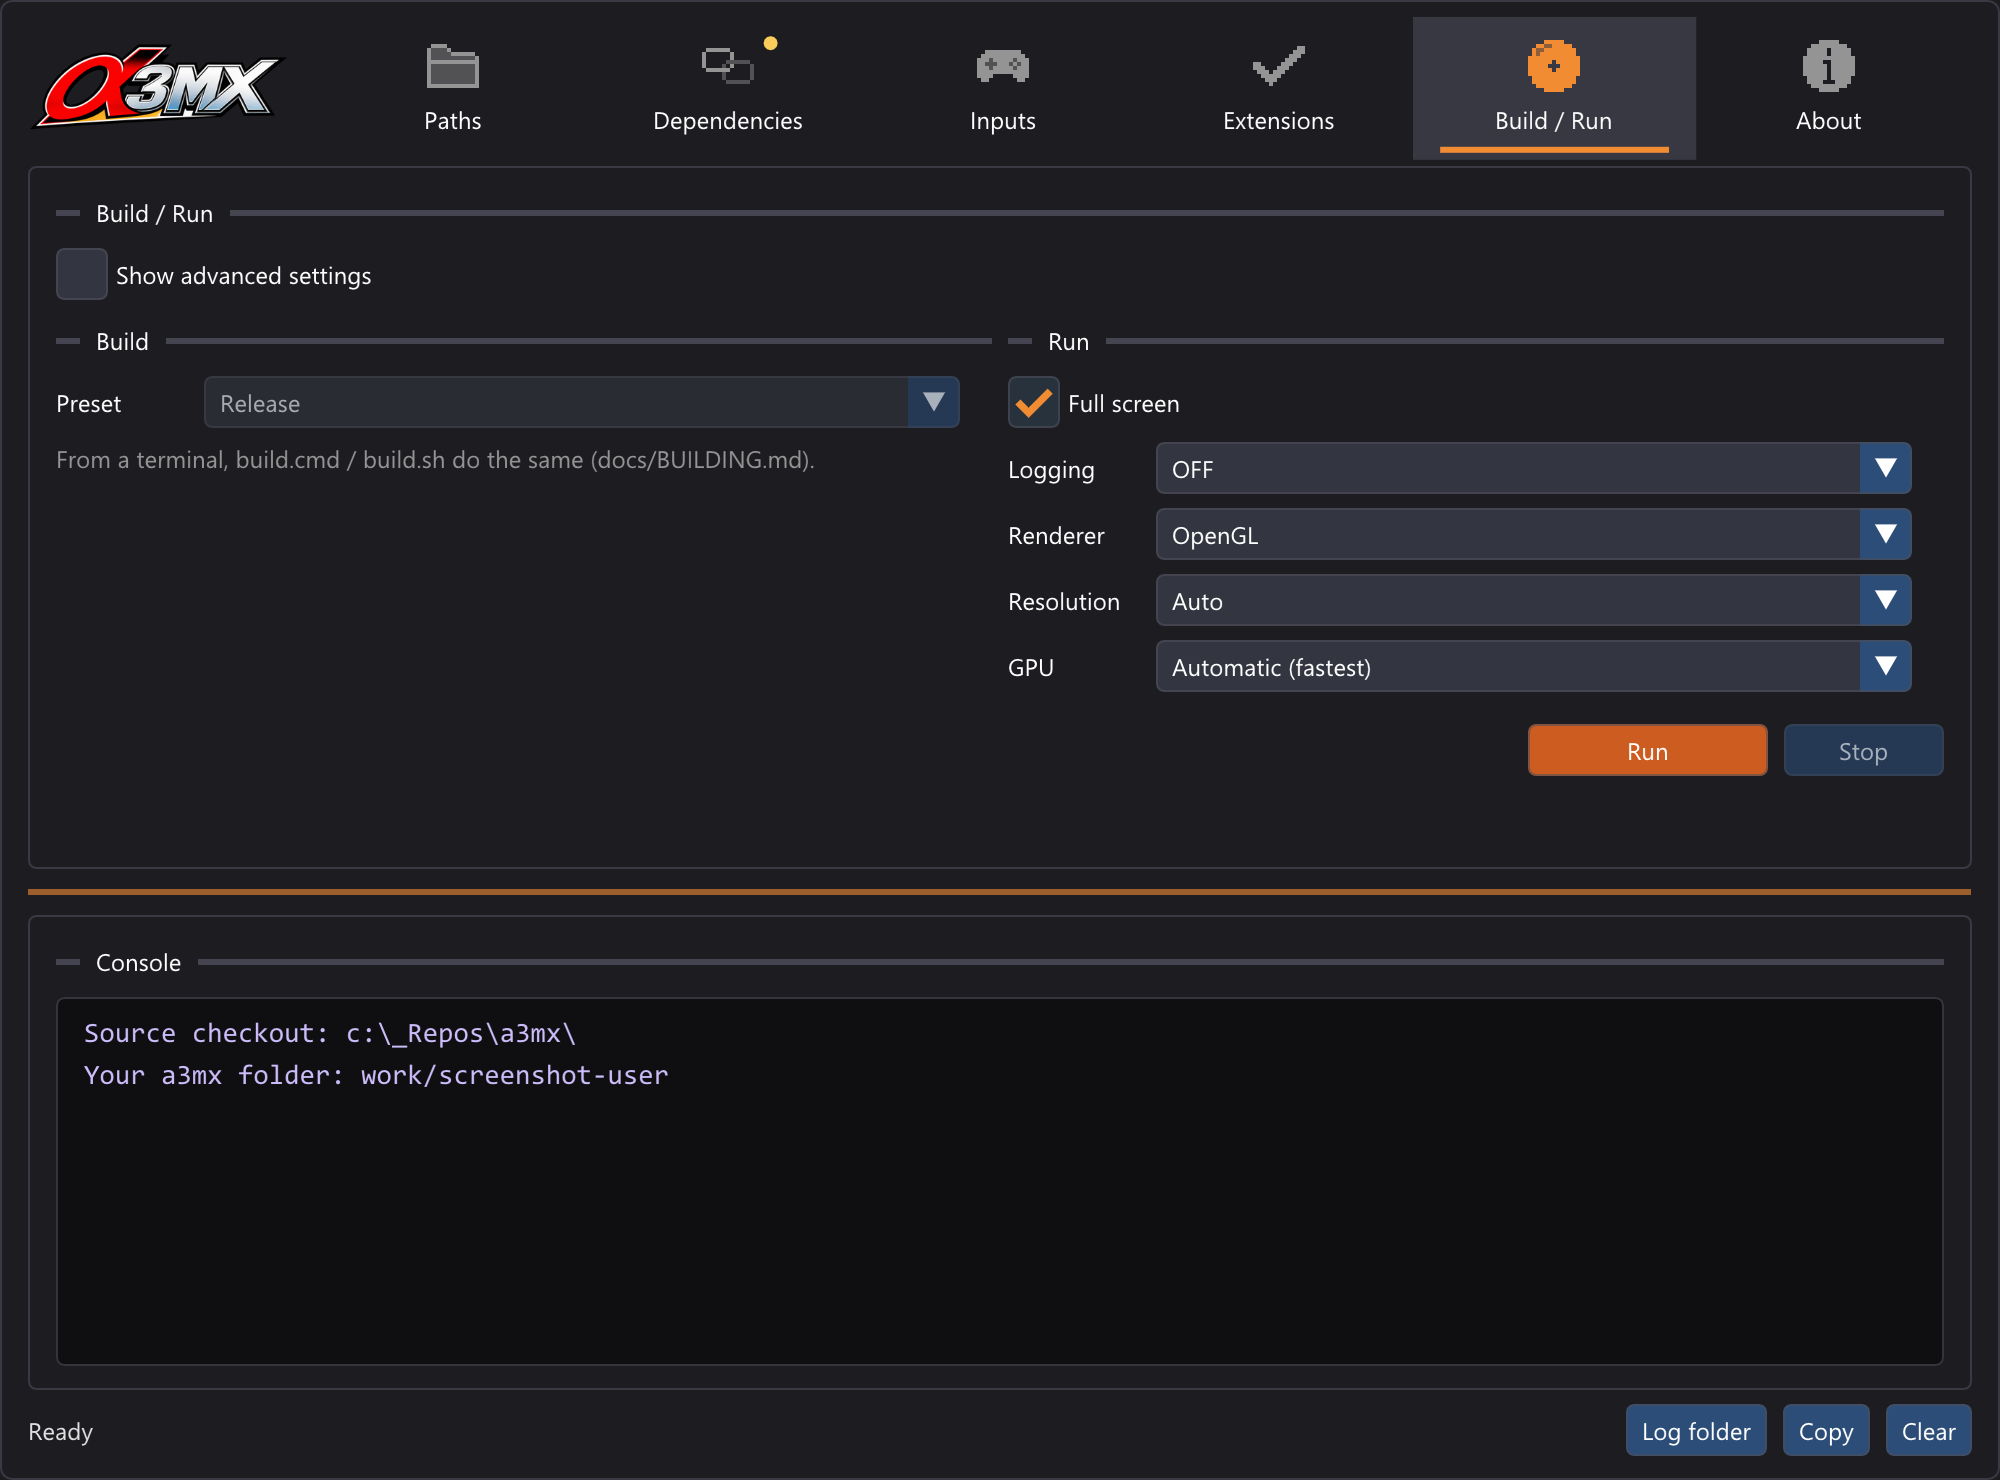 α3MX
Paths
Dependencies
Inputs
Extensions
Build / Run
About
Build / Run
Show advanced settings
Build
Preset
Release
From a terminal, build.cmd / build.sh do the same (docs/BUILDING.md).
Run
Full screen
Logging
OFF
Renderer
OpenGL
Resolution
Auto
GPU
Automatic (fastest)
Run
Stop
Console
Source checkout: c:\_Repos\a3mx\
Your a3mx folder: work/screenshot-user
Ready
Log folder
Copy
Clear